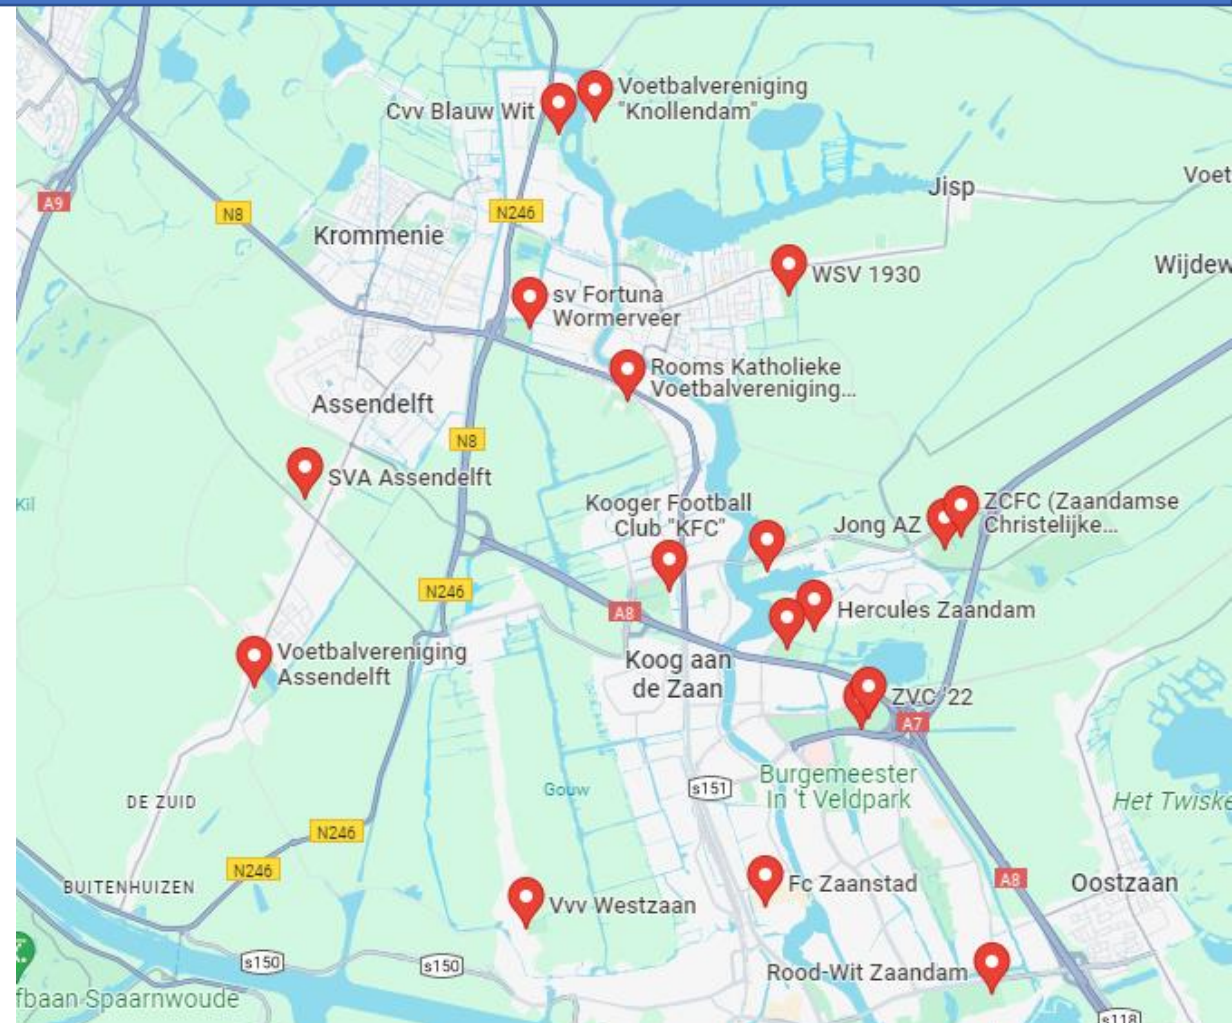 Voetbalvereniging
"Knollendam"
Cvv Blauw Wit
Voet
Jisp
A9
N8
N246
Krommenie
Wijdew
WSV 1930
sv Fortuna
Wormerveer
Rooms Katholieke
Voetbalvereniging...
Assendelft
N8
SVA Assendelft
Kil
Kooger Football
Club "KFC"
Jong AZ
ZCFC (Zaandamse
Christelijke...
N246
A8
Hercules Zaandam
Voetbalvereniging
Assendelft
Koog aan
de Zaan
ZVC '22
A7
Burgemeester
In 't Veldpark
s151
Gouw
DE ZUID
Het Twiske
N246
N246
BUITENHUIZEN
Fc Zaanstad
A8
Oostzaan
Vvv Westzaan
s150
s150
Rood-Wit Zaandam
fbaan Spaarnwoude
s118